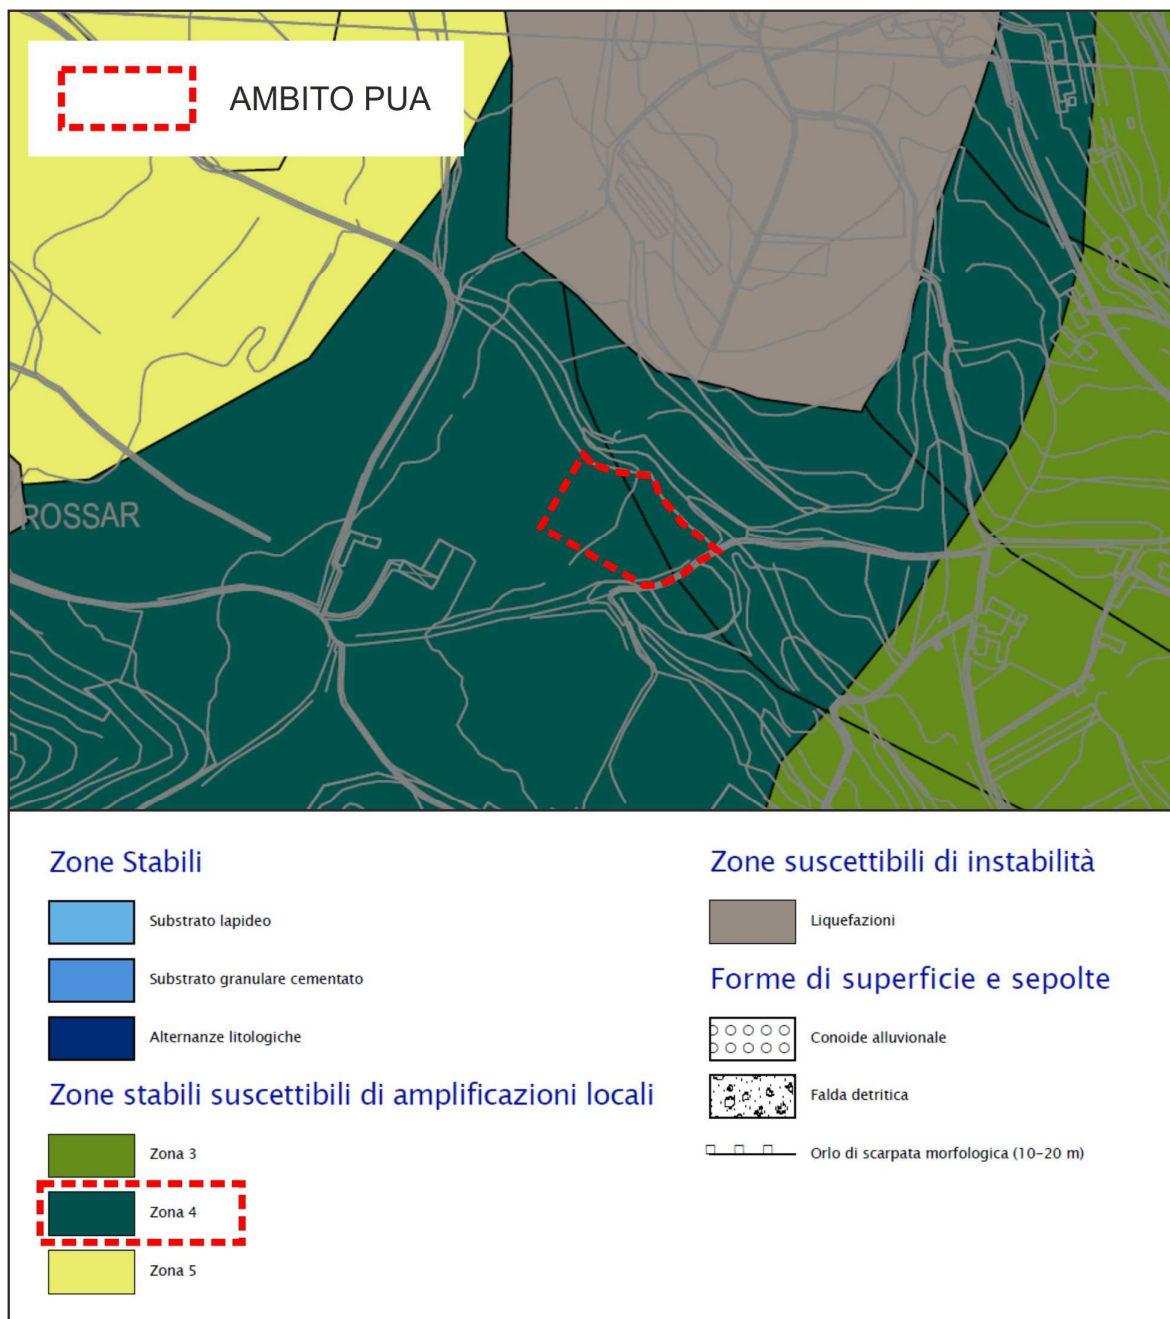 AMBITO PUA
ROSSAR
Zone Stabili
Substrato lapideo
Substrato granulare cementato
Alternanze litologiche
Zone stabili suscettibili di amplificazioni locali
Zona 3
Zona 4
Zona 5
Zone suscettibili di instabilità
Liquefazioni
Forme di superficie e sepolte
Conoide alluvionale
Falda detritica
Orlo di scarpata morfologica (10-20 m)